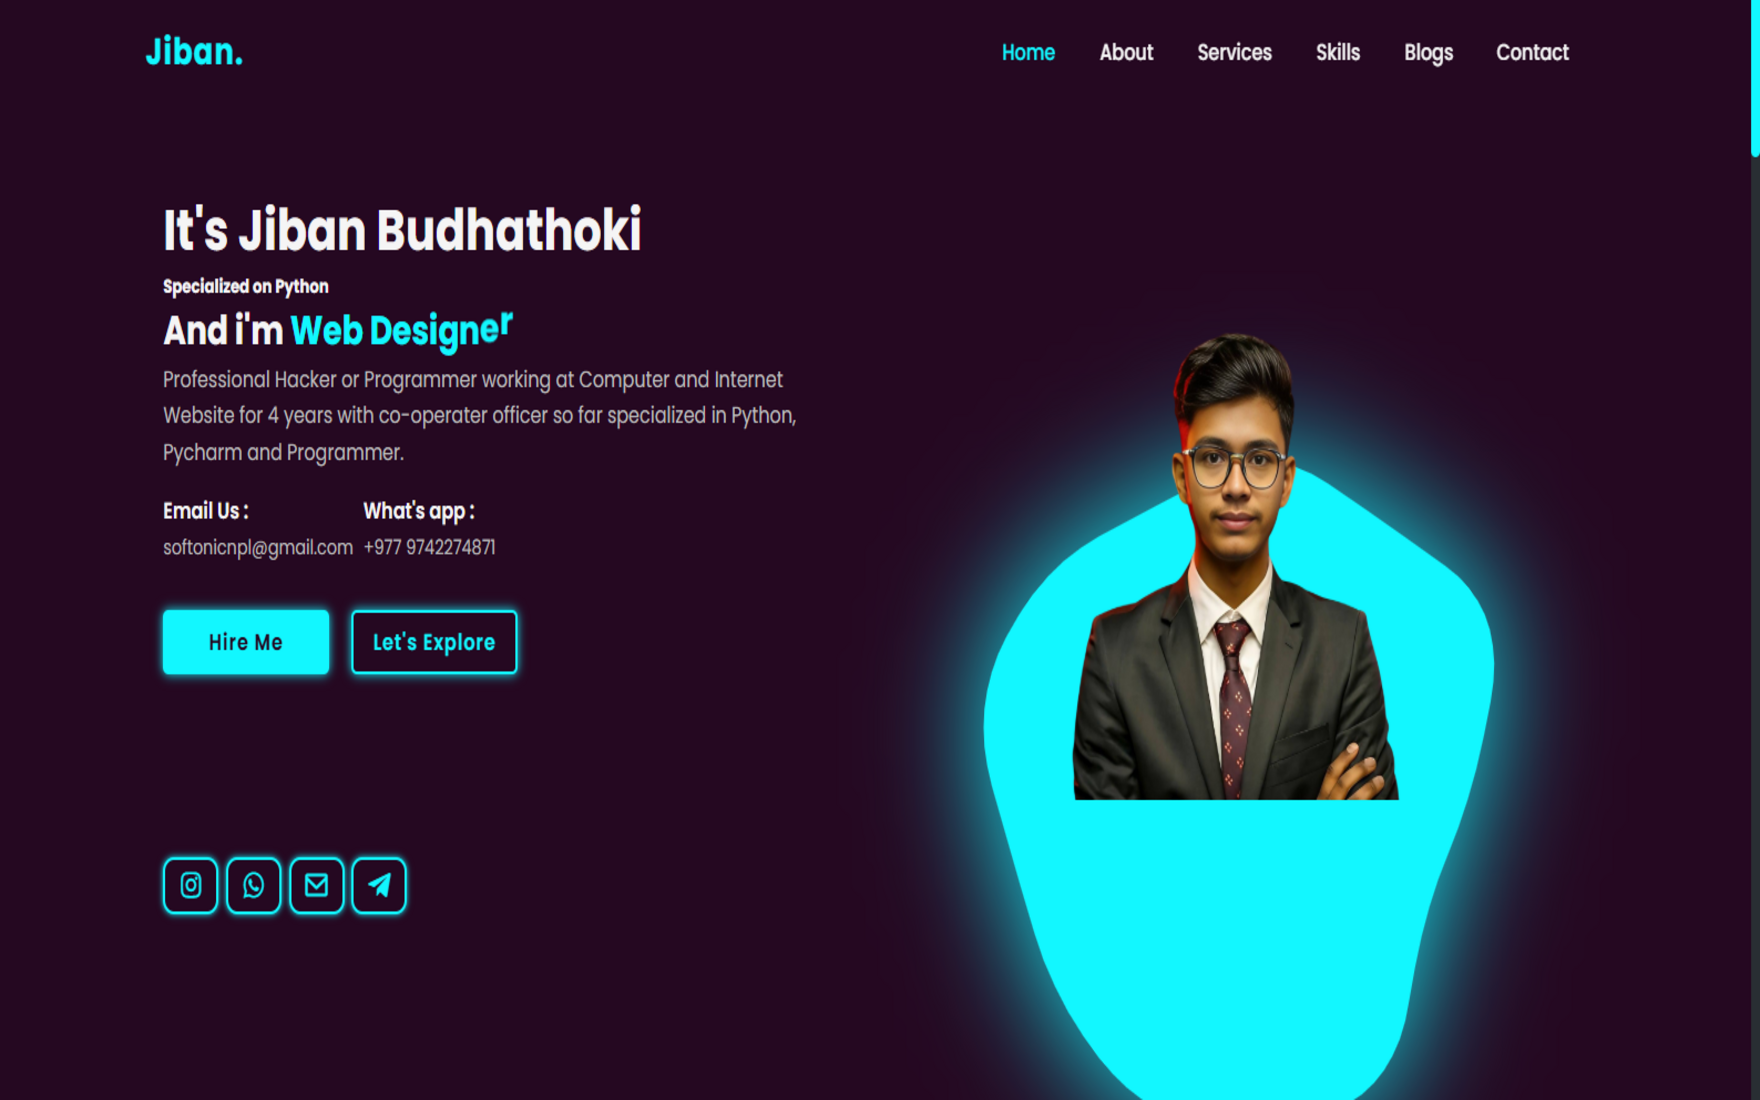 Jiban.
Home About Services Skills Blogs Contact
It's Jiban Budhathoki
Specialized on Python
And i'm Web Designer
Professional Hacker or Programmer working at Computer and Internet
Website for 4 years with co-operater officer so far specialized in Python,
Pycharm and Programmer.
Email Us : What's app :
softonicnpl@gmail.com +977 9742274871
Hire Me Let's Explore